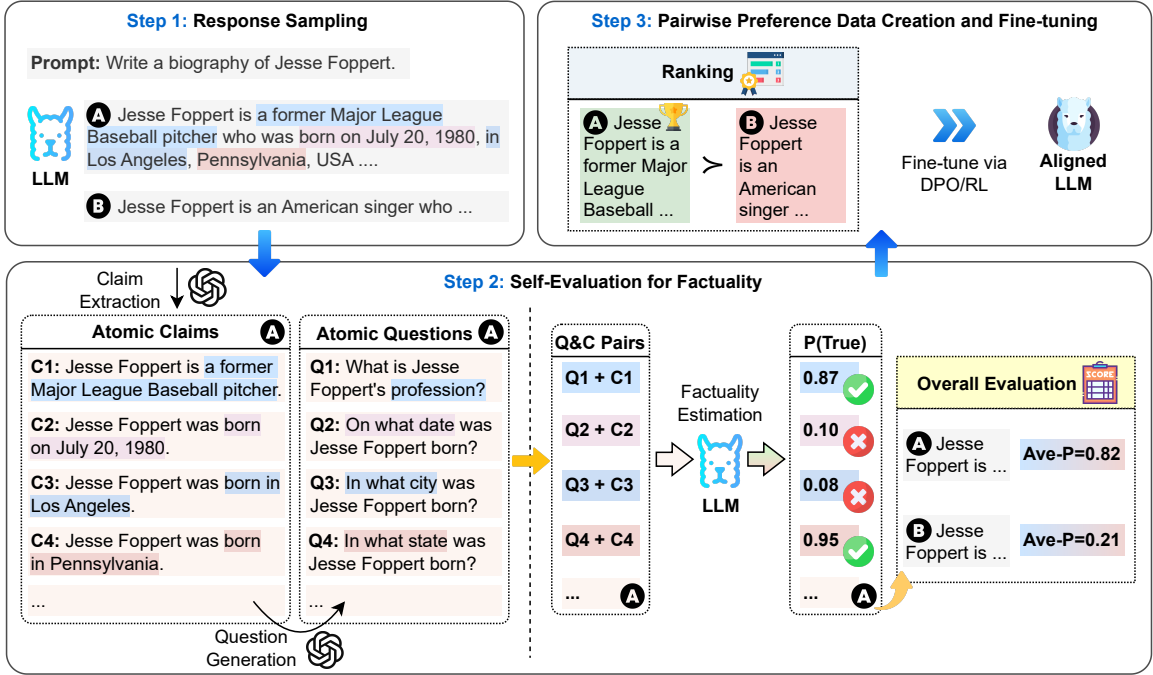 Step 1: Response Sampling
Prompt: Write a biography of Jesse Foppert.
A Jesse Foppert is a former Major League
Baseball pitcher who was born on July 20, 1980, in
Los Angeles, Pennsylvania, USA ....
LLM
B Jesse Foppert is an American singer who ...
Step 3: Pairwise Preference Data Creation and Fine-tuning
Ranking
A Jesse
Foppert is a
former Major
League
Baseball ...
≻
B Jesse
Foppert
is an
American
singer ...
Fine-tune via
DPO/RL
Aligned
LLM
Step 2: Self-Evaluation for Factuality
Claim
Extraction
Atomic Claims A
C1: Jesse Foppert is a former
Major League Baseball pitcher.
C2: Jesse Foppert was born
on July 20, 1980.
C3: Jesse Foppert was born in
Los Angeles.
C4: Jesse Foppert was born
in Pennsylvania.
...
Atomic Questions A
Q1: What is Jesse
Foppert's profession?
Q2: On what date was
Jesse Foppert born?
Q3: In what city was
Jesse Foppert born?
Q4: In what state was
Jesse Foppert born?
...
Question
Generation
Q&C Pairs
Q1 + C1
Q2 + C2
Q3 + C3
Q4 + C4
... A
Factuality
Estimation
LLM
P(True)
0.87
0.10
0.08
0.95
... A
Overall Evaluation
SCORE
A Jesse
Foppert is ...
Ave-P=0.82
B Jesse
Foppert is ...
Ave-P=0.21